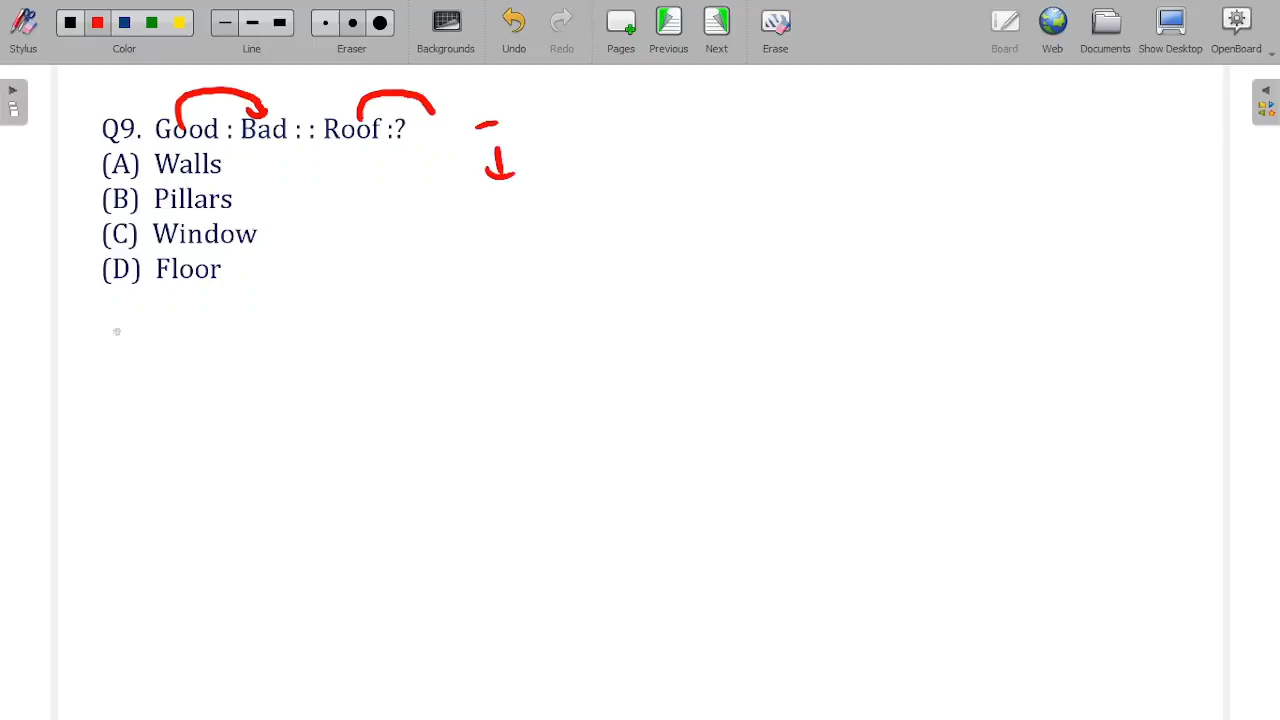 Stylus Color Line Eraser Backgrounds Undo Redo Pages Previous Next Erase Board Web Documents Show Desktop OpenBoard
Q9. Good : Bad : : Roof :?
(A) Walls
(B) Pillars
(C) Window
(D) Floor